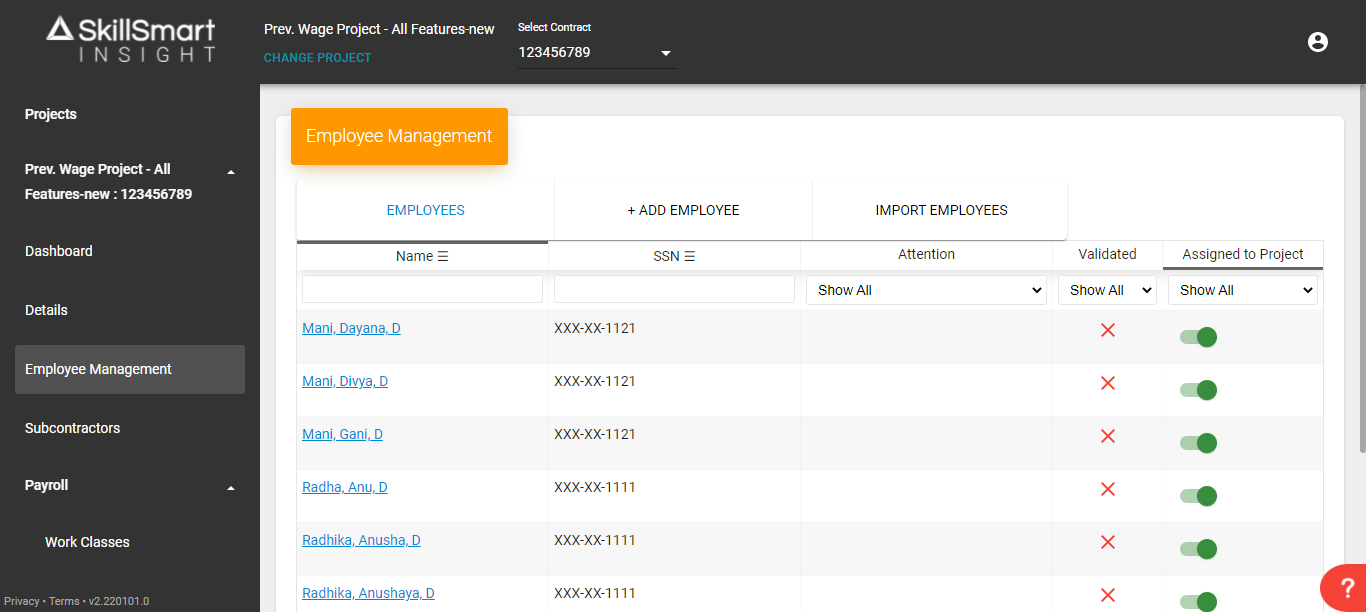 SkillSmart
INSIGHT
Prev. Wage Project - All Features-new
CHANGE PROJECT
Select Contract
123456789
Projects
Prev. Wage Project - All
Features-new : 123456789
Dashboard
Details
Employee Management
Subcontractors
Payroll
Work Classes
Privacy • Terms • v2.220101.0
Employee Management
EMPLOYEES
+ ADD EMPLOYEE
IMPORT EMPLOYEES
Name ☰ SSN ☰ Attention Validated Assigned to Project
Show All Show All Show All
Mani, Dayana, D XXX-XX-1121
Mani, Divya, D XXX-XX-1121
Mani, Gani, D XXX-XX-1121
Radha, Anu, D XXX-XX-1111
Radhika, Anusha, D XXX-XX-1111
Radhika, Anushaya, D XXX-XX-1111
?